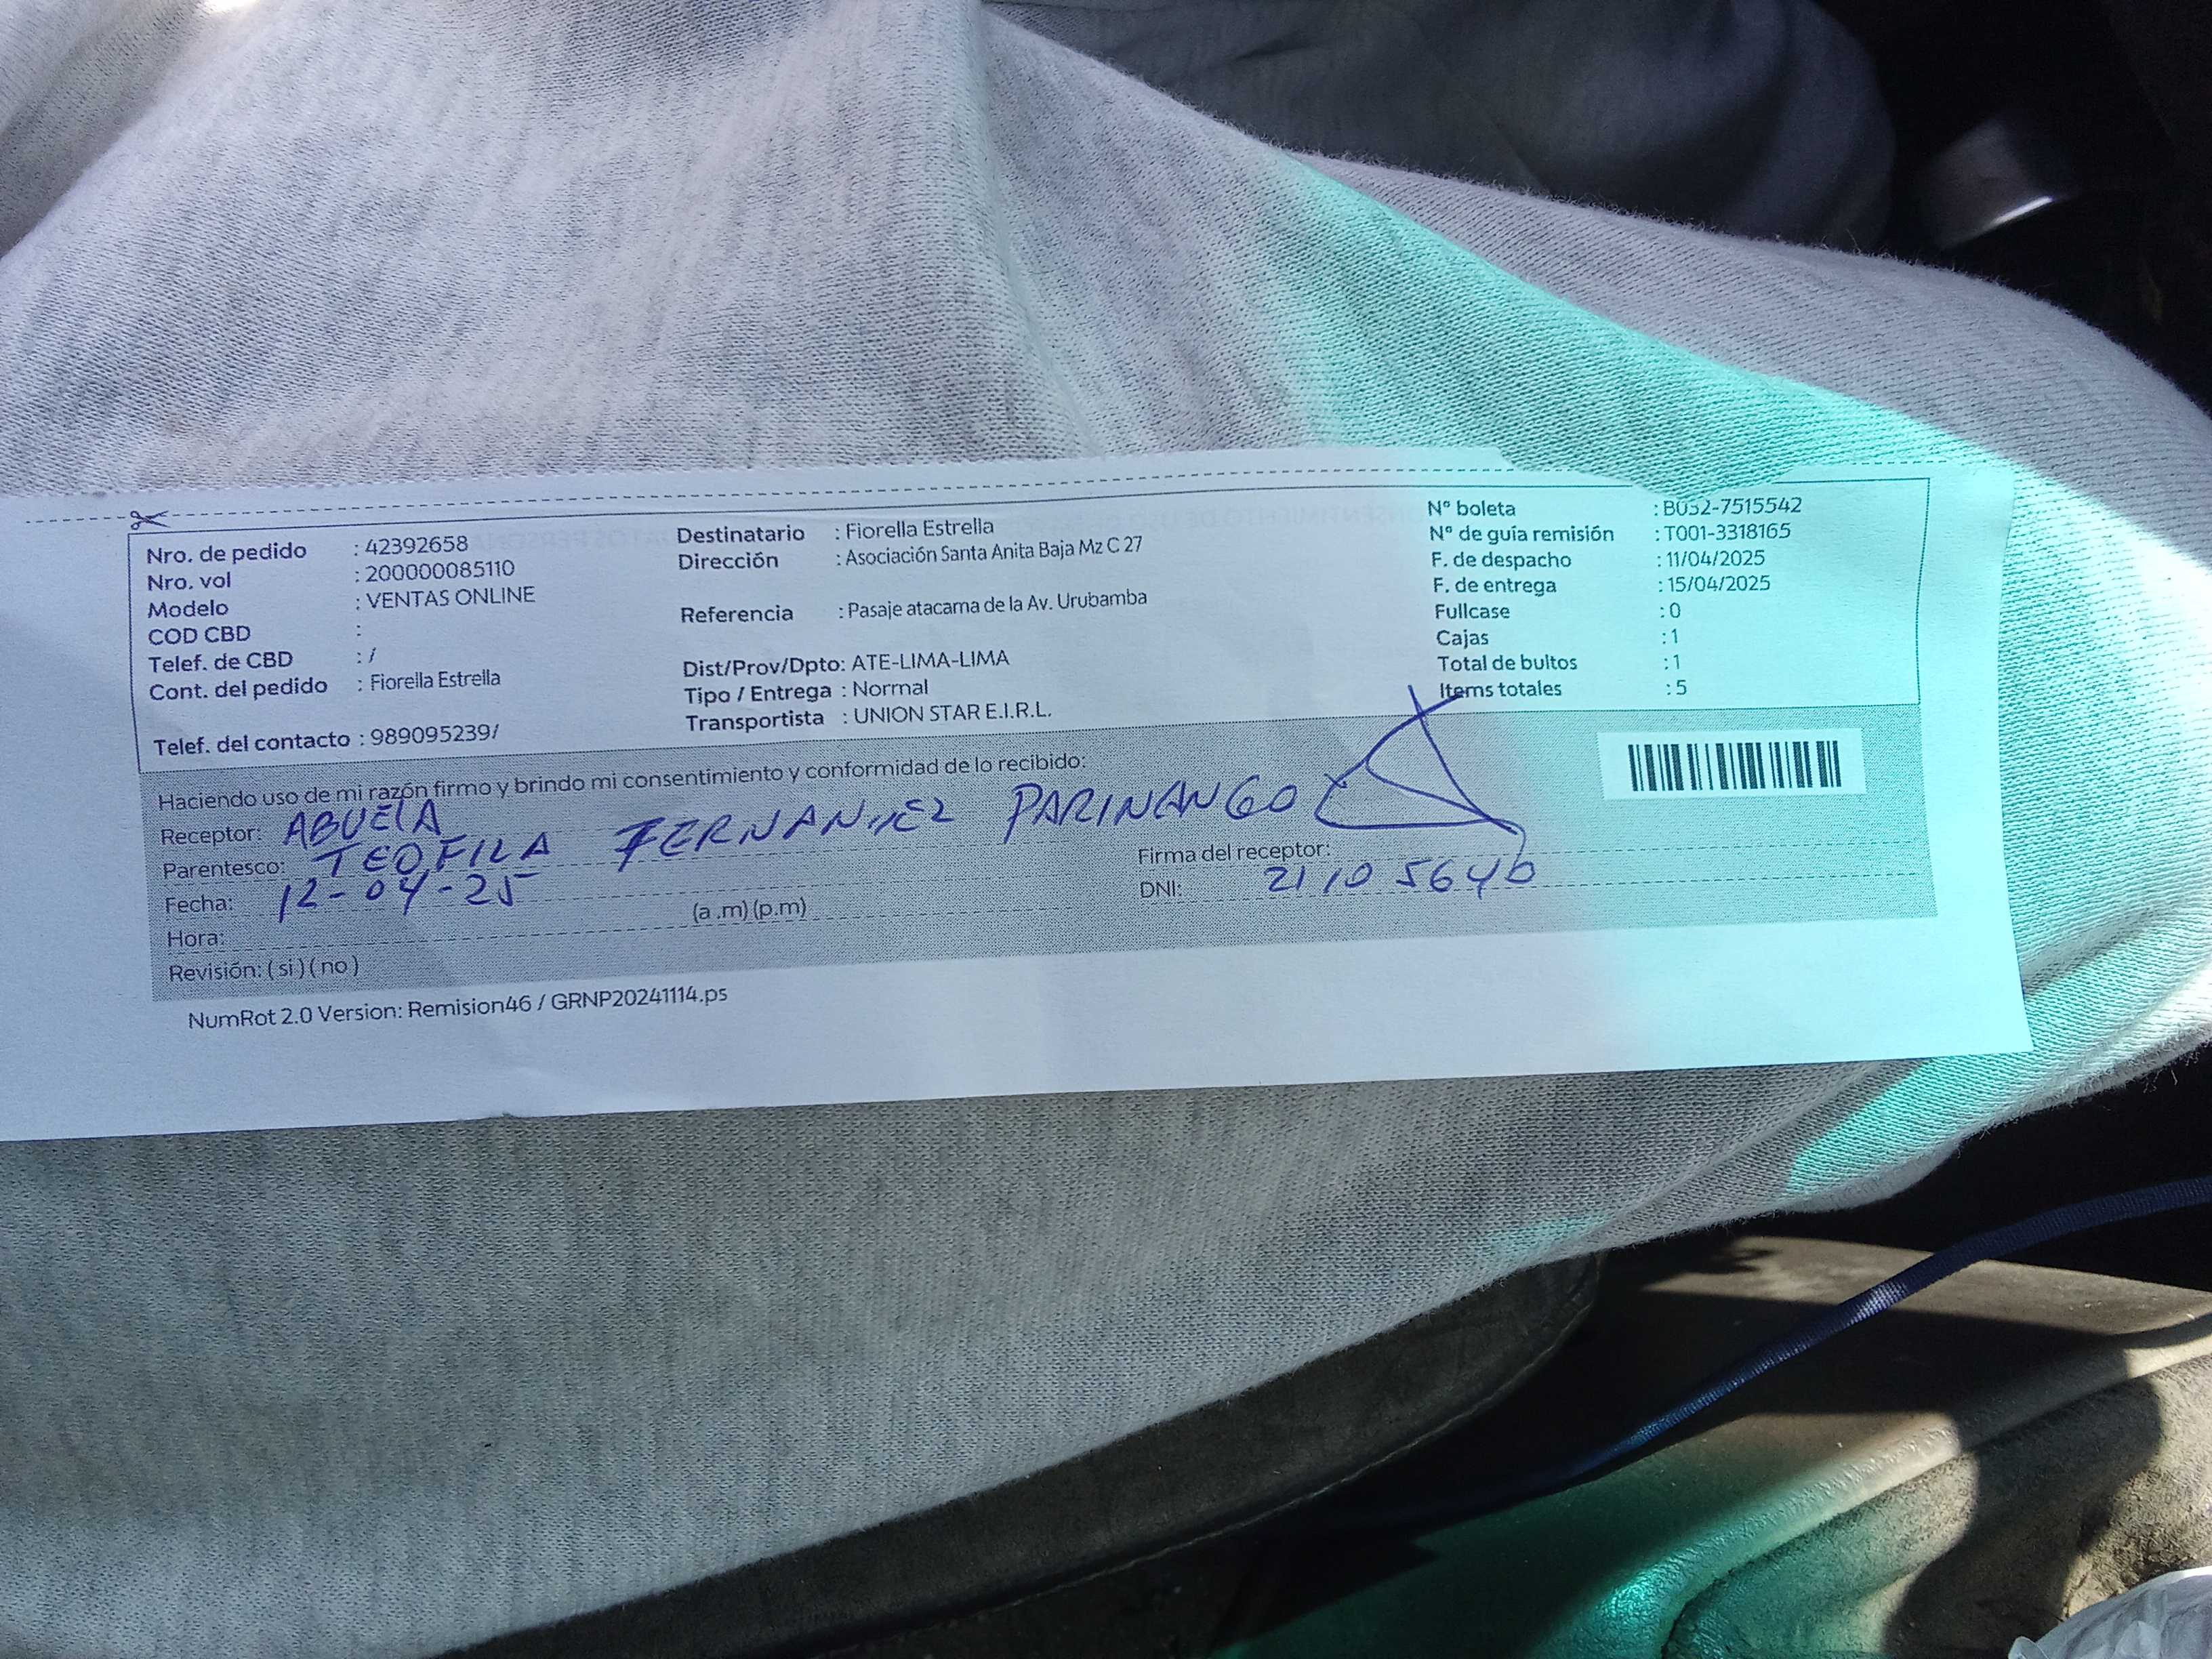 Nro. de pedido : 42392658
Nro. vol : 200000085110
Modelo : VENTAS ONLINE
COD CBD :
Telef. de CBD : /
Cont. del pedido : Fiorella Estrella
Telef. del contacto : 989095239/
Destinatario : Fiorella Estrella
Dirección : Asociación Santa Anita Baja Mz C 27
Referencia : Pasaje atacama de la Av. Urubamba
Dist/Prov/Dpto: ATE-LIMA-LIMA
Tipo / Entrega : Normal
Transportista : UNION STAR E.I.R.L.
N° boleta : B032-7515542
N° de guía remisión : T001-3318165
F. de despacho : 11/04/2025
F. de entrega : 15/04/2025
Fullcase : 0
Cajas : 1
Total de bultos : 1
Items totales : 5
Haciendo uso de mi razón firmo y brindo mi consentimiento y conformidad de lo recibido:
Receptor: ABUELA
Parentesco: TEOFILA FERNANDEZ PARINANGO
Fecha: 12-04-25
Hora: (a .m) (p.m)
Revisión: ( si ) ( no )
Firma del receptor:
DNI: 21105640
NumRot 2.0 Version: Remision46 / GRNP20241114.ps